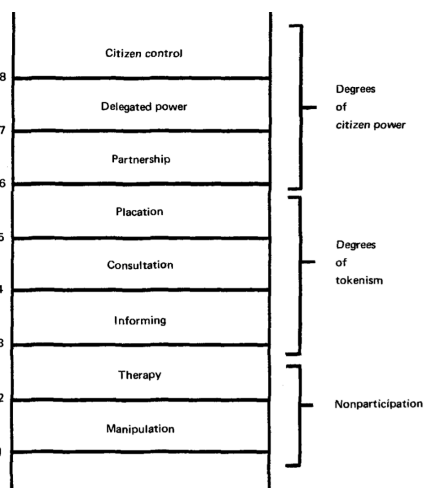 Citizen control
8
Delegated power
7
Partnership
6
Placation
5
Consultation
4
Informing
3
Therapy
2
Manipulation
Degrees
of
citizen power
Degrees
of
tokenism
Nonparticipation